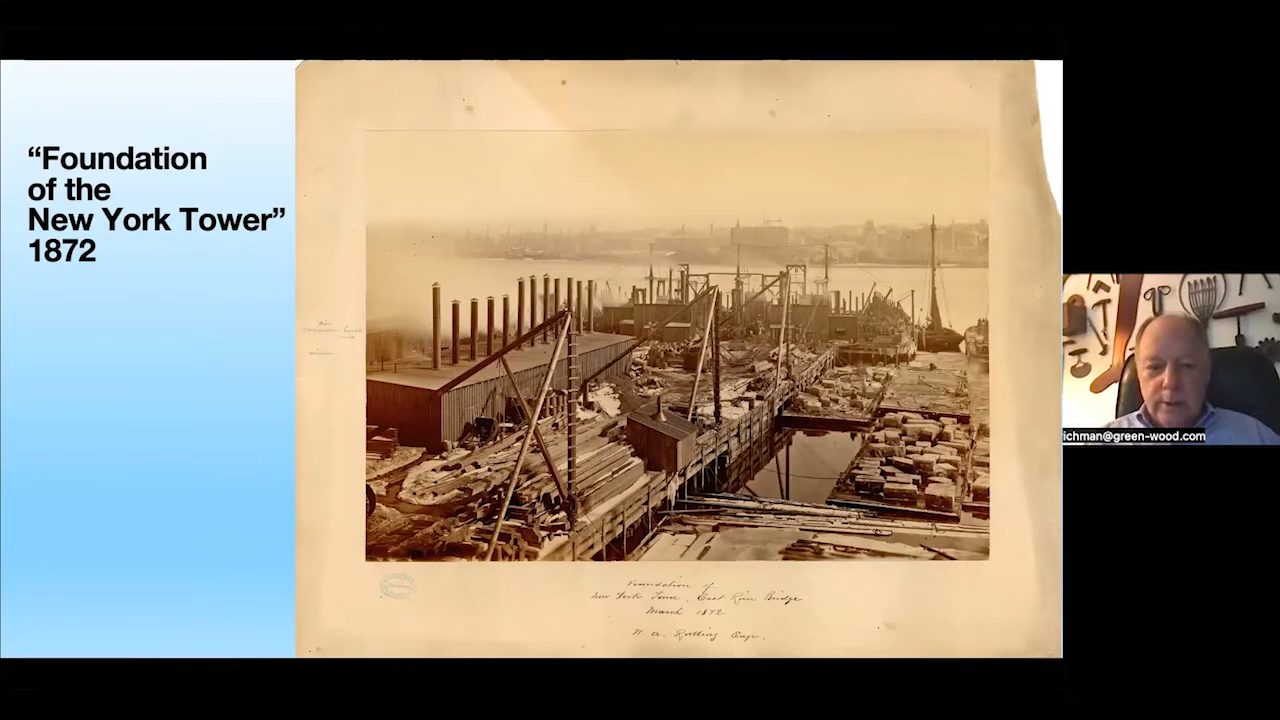 “Foundation
of the
New York Tower”
1872
Foundation of
New York Tower, East River Bridge
March 1872
W. A. Roebling Engr.
ichman@green-wood.com